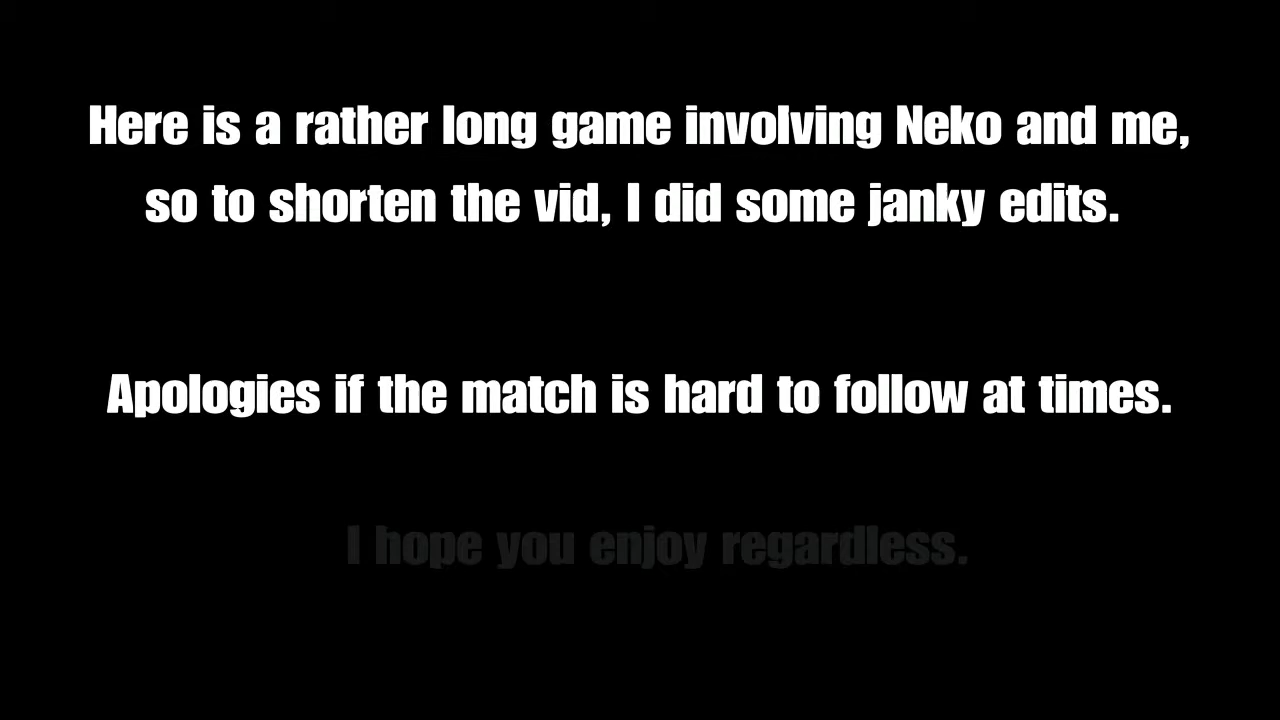 Here is a rather long game involving Neko and me,
so to shorten the vid, I did some janky edits.
Apologies if the match is hard to follow at times.
I hope you enjoy regardless.